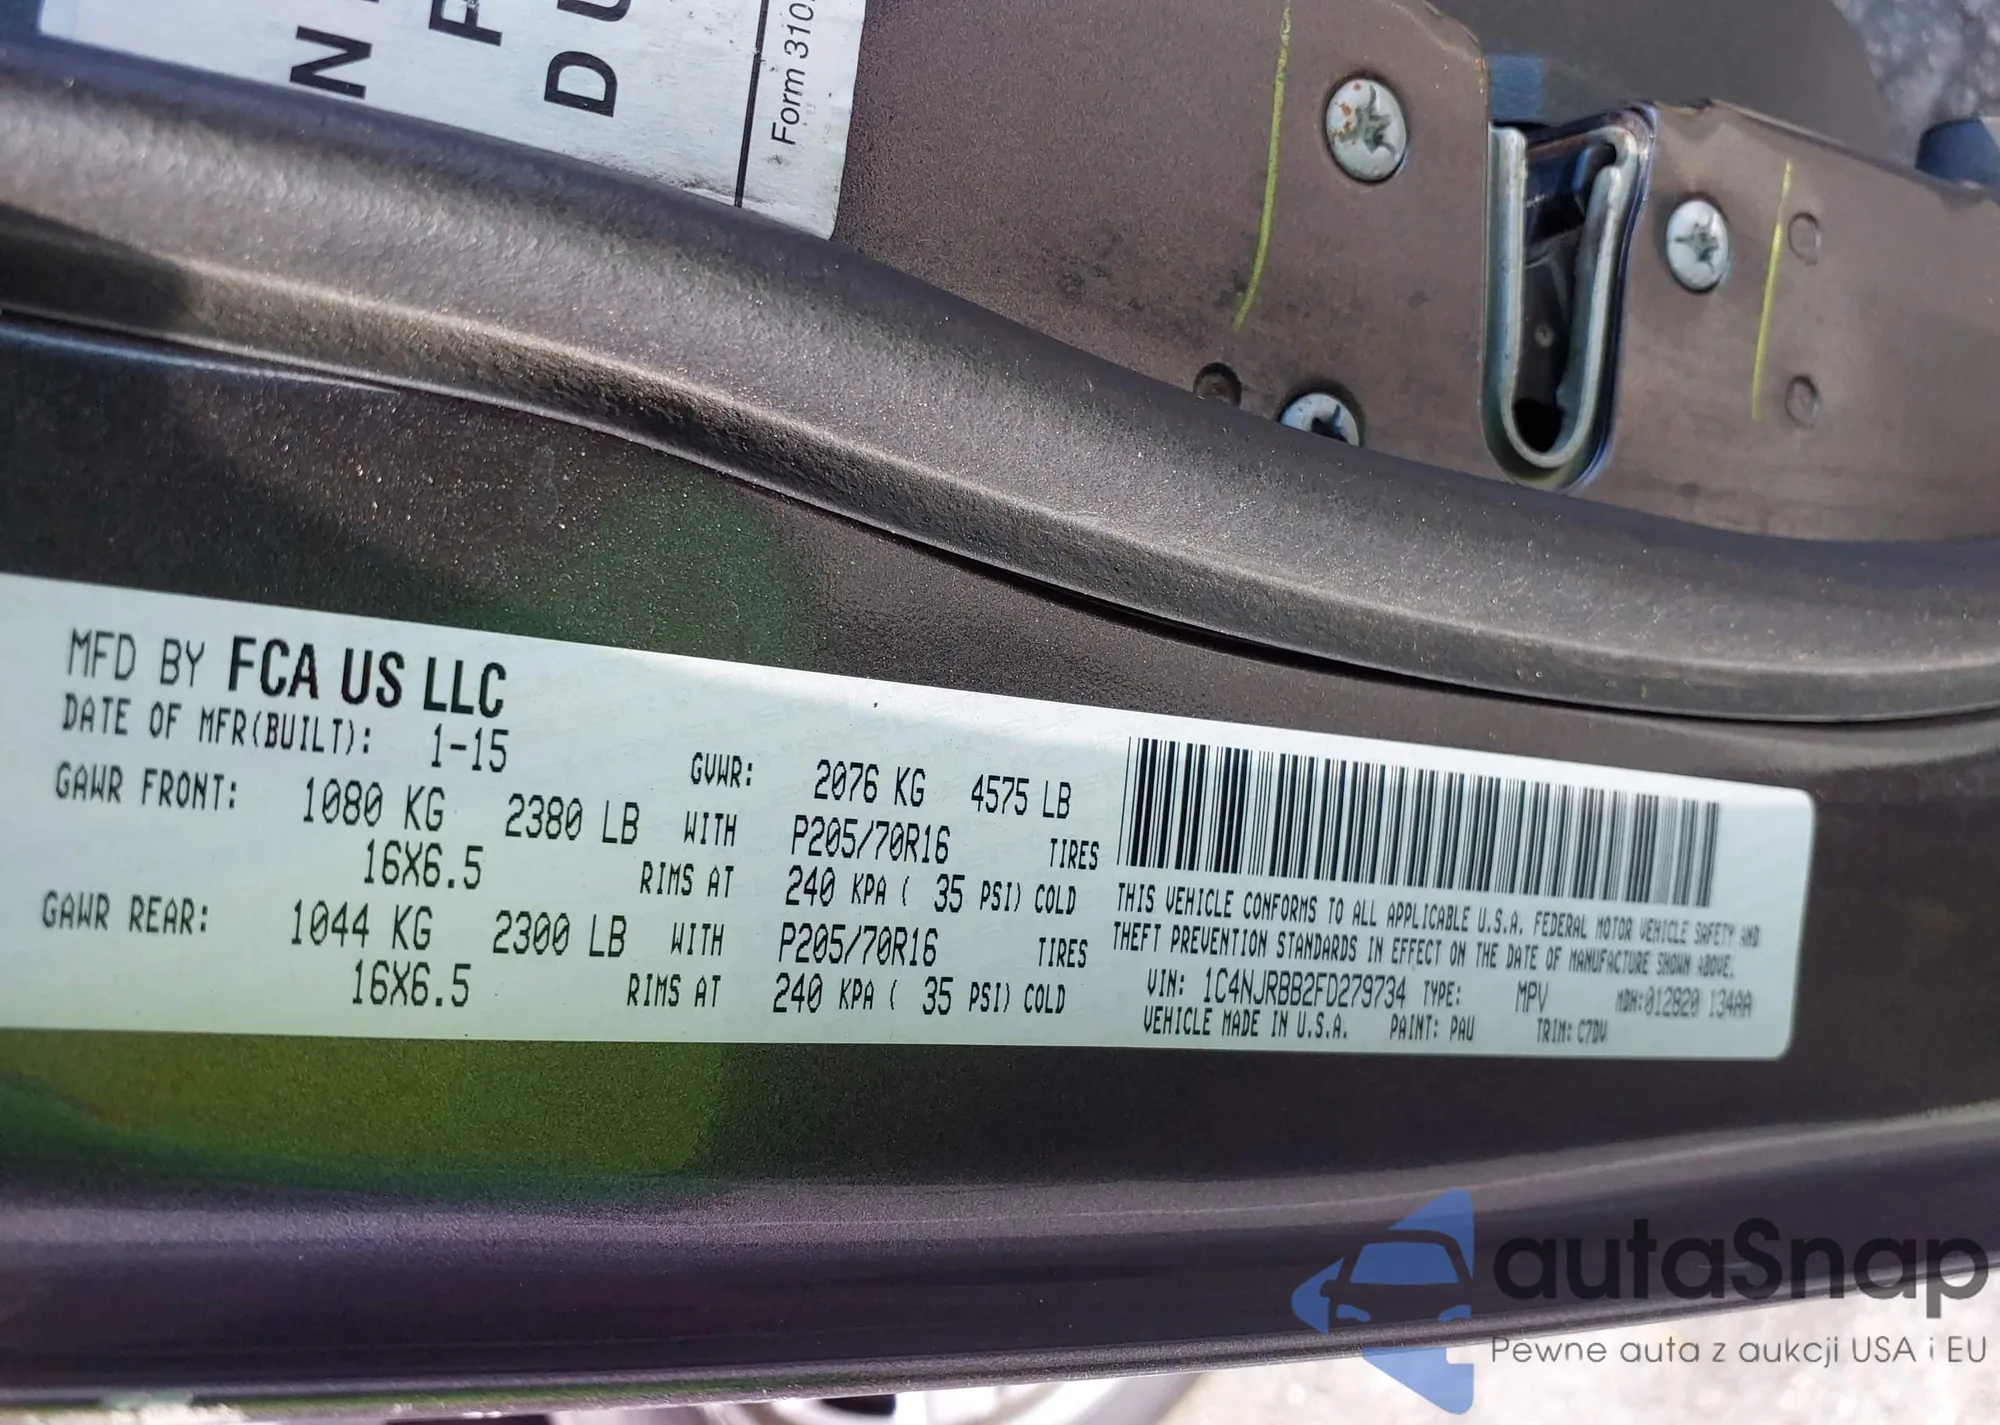 Form 310
MFD BY FCA US LLC
DATE OF MFR(BUILT): 1-15
GVWR: 2076 KG 4575 LB
GAWR FRONT: 1080 KG 2380 LB WITH P205/70R16 TIRES
16X6.5 RIMS AT 240 KPA ( 35 PSI) COLD
GAWR REAR: 1044 KG 2300 LB WITH P205/70R16 TIRES
16X6.5 RIMS AT 240 KPA ( 35 PSI) COLD
THIS VEHICLE CONFORMS TO ALL APPLICABLE U.S.A. FEDERAL MOTOR VEHICLE SAFETY AND
THEFT PREVENTION STANDARDS IN EFFECT ON THE DATE OF MANUFACTURE SHOWN ABOVE.
VIN: 1C4NJRBB2FD279734 TYPE: MPV MDH:012820 134AA
VEHICLE MADE IN U.S.A. PAINT: PAU TRIM: C7DV
autaSnap
Pewne auta z aukcji USA i EU